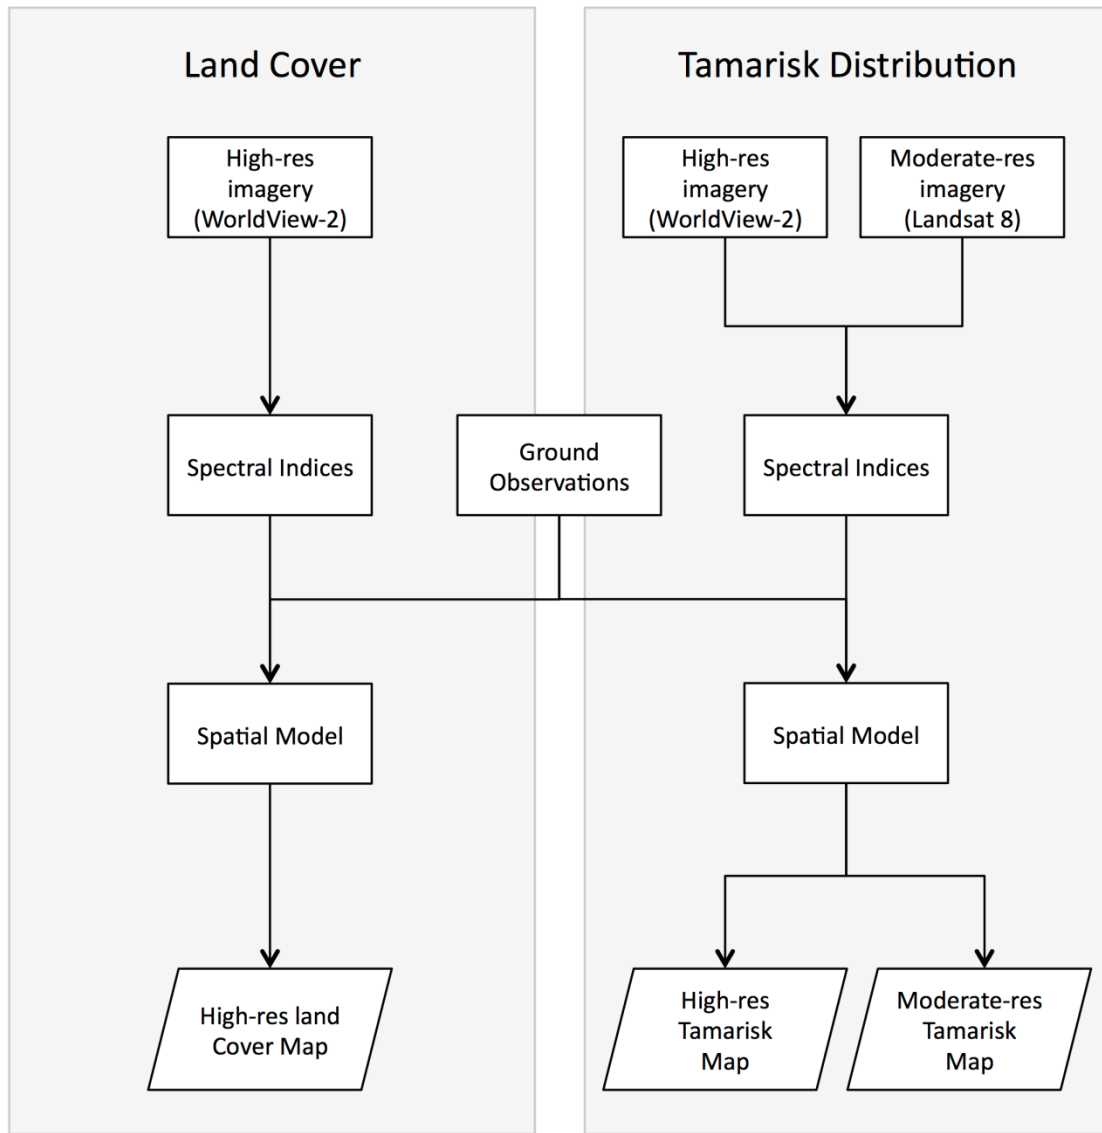 Land Cover
Tamarisk Distribution
High-res
imagery
(WorldView-2)
High-res
imagery
(WorldView-2)
Moderate-res
imagery
(Landsat 8)
Spectral Indices
Ground
Observations
Spectral Indices
Spatial Model
Spatial Model
High-res land
Cover Map
High-res
Tamarisk
Map
Moderate-res
Tamarisk
Map